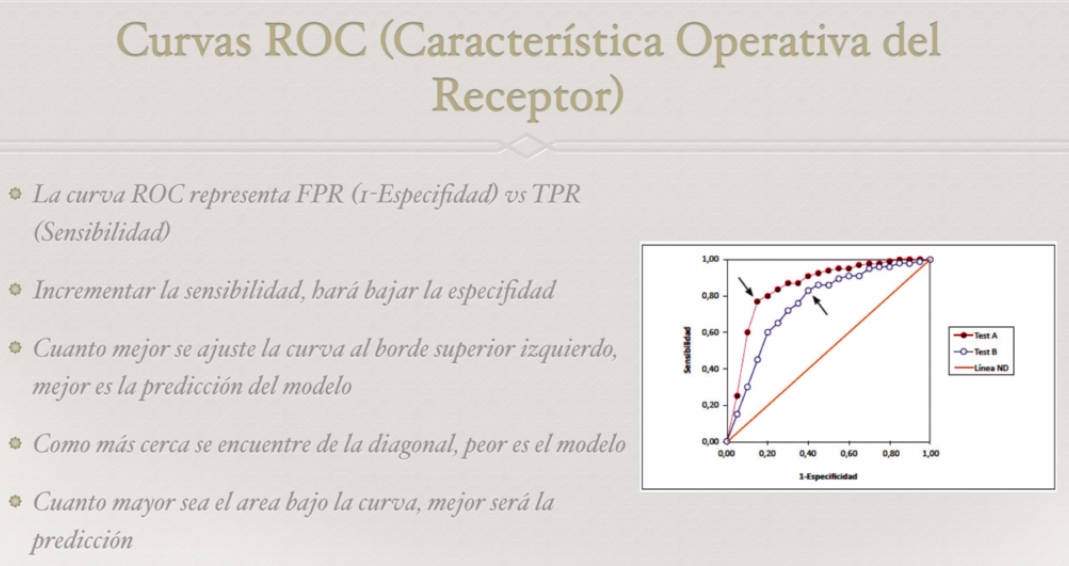 Curvas ROC (Característica Operativa del
Receptor)
La curva ROC representa FPR (1-Especifidad) vs TPR
(Sensibilidad)
Incrementar la sensibilidad, hará bajar la especifidad
Cuanto mejor se ajuste la curva al borde superior izquierdo,
mejor es la predicción del modelo
Como más cerca se encuentre de la diagonal, peor es el modelo
Cuanto mayor sea el area bajo la curva, mejor será la
predicción
Sensibilidad
1,00
0,80
0,60
0,40
0,20
0,00
0,00 0,20 0,40 0,60 0,80 1,00
1-Especificidad
Test A
Test B
Línea ND